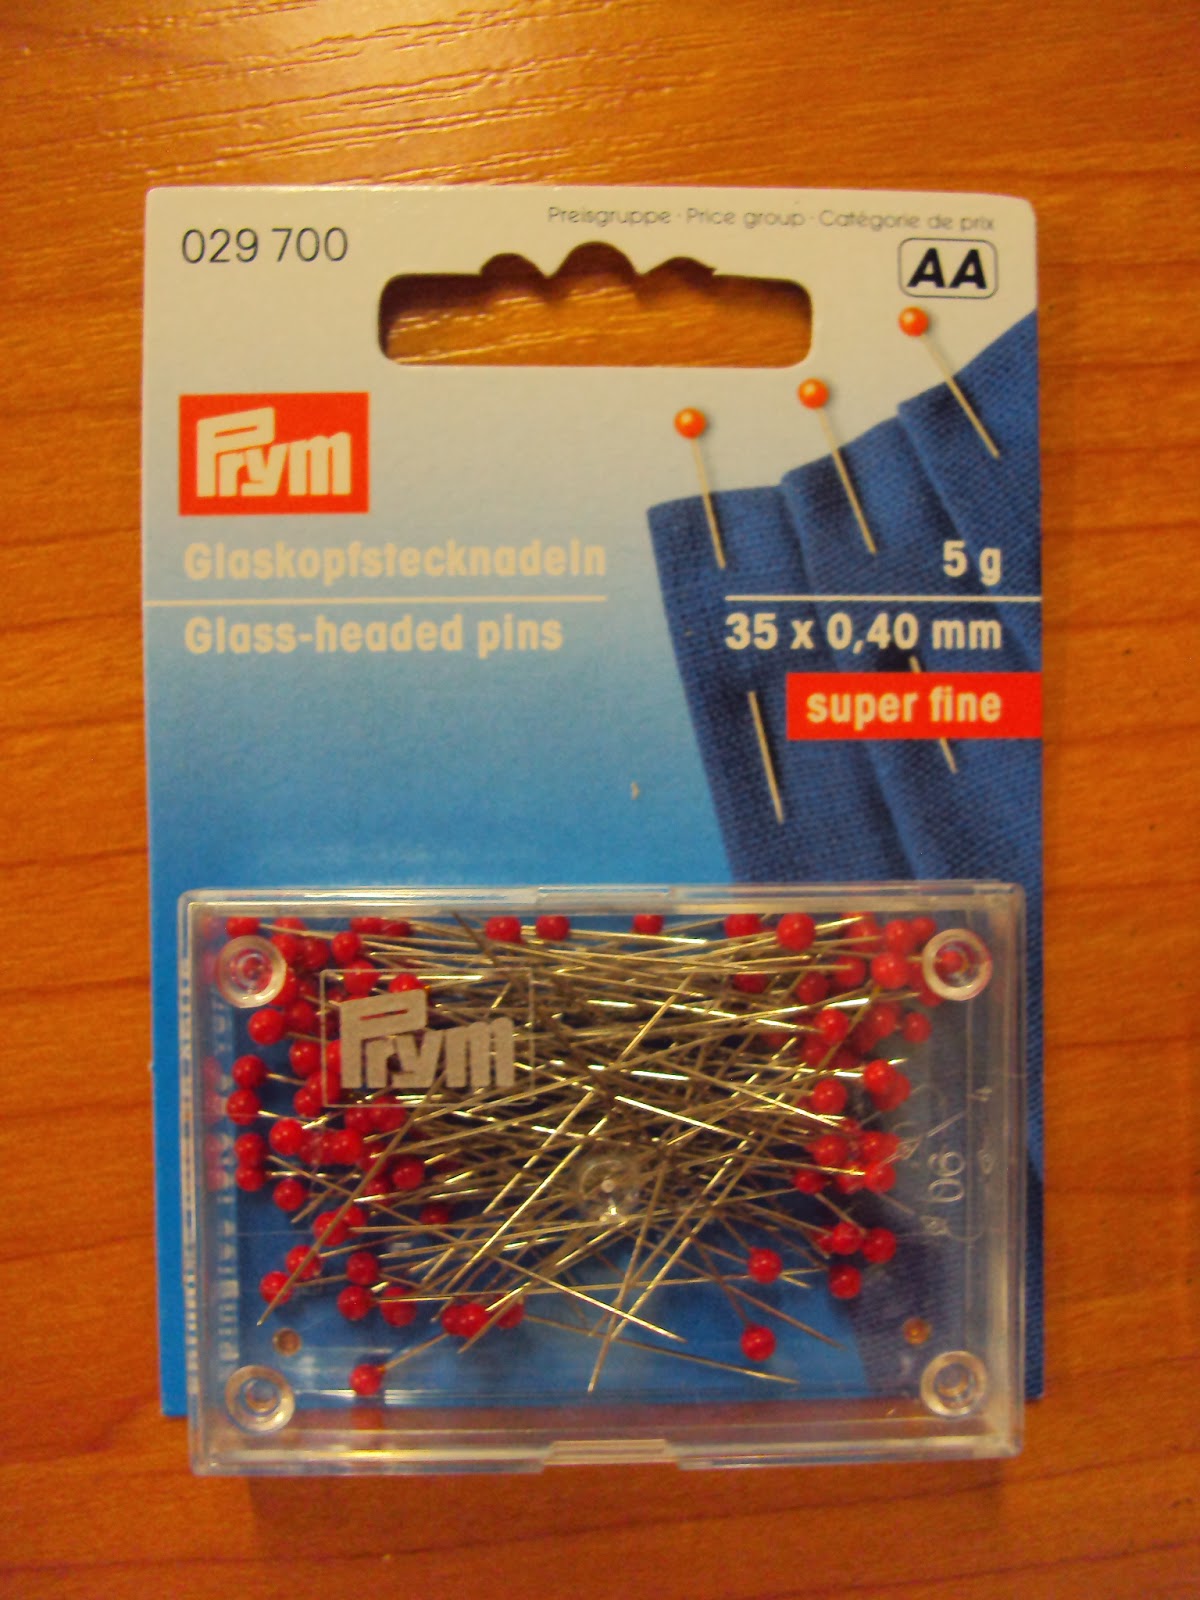 029 700
Preisgruppe · Price group · Catégorie de prix
AA
Prym
Glaskopfstecknadeln
5 g
Glass-headed pins
35 x 0,40 mm
super fine
Prym